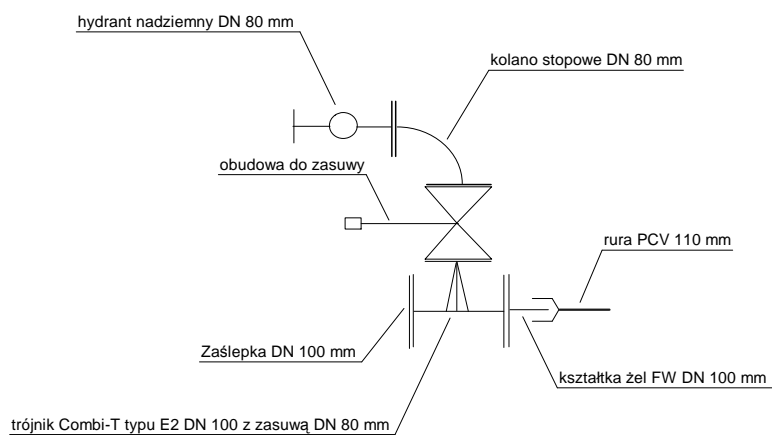 hydrant nadziemny DN 80 mm
kolano stopowe DN 80 mm
obudowa do zasuwy
rura PCV 110 mm
Zaślepka DN 100 mm
kształtka żel FW DN 100 mm
trójnik Combi-T typu E2 DN 100 z zasuwą DN 80 mm